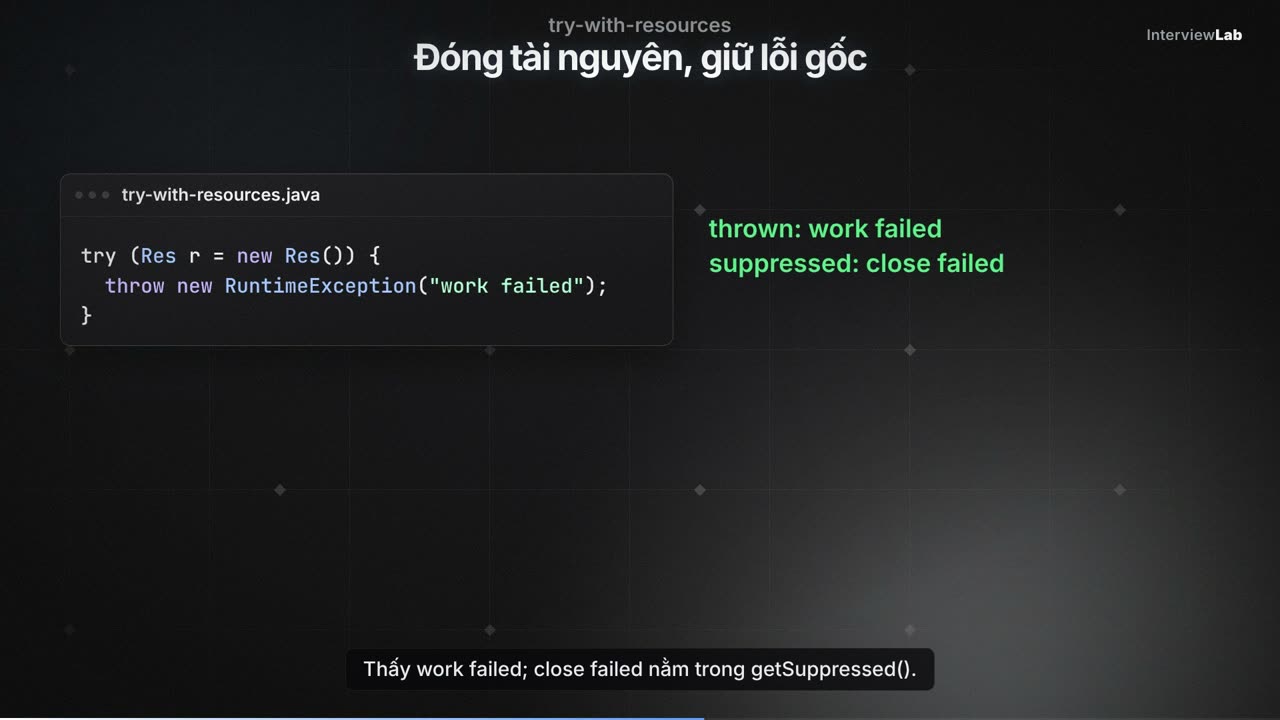 try-with-resources
Đóng tài nguyên, giữ lỗi gốc
InterviewLab
try-with-resources.java
try (Res r = new Res()) {
  throw new RuntimeException("work failed");
}
thrown: work failed
suppressed: close failed
Thấy work failed; close failed nằm trong getSuppressed().